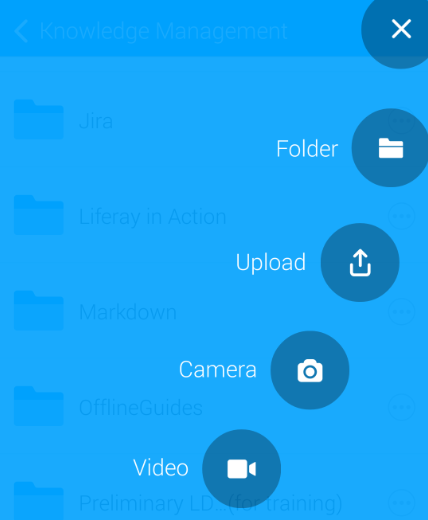 Knowledge Management
Jira
Folder
Liferay in Action
Upload
Markdown
Camera
OfflineGuides
Video
Preliminary LD...(for training)